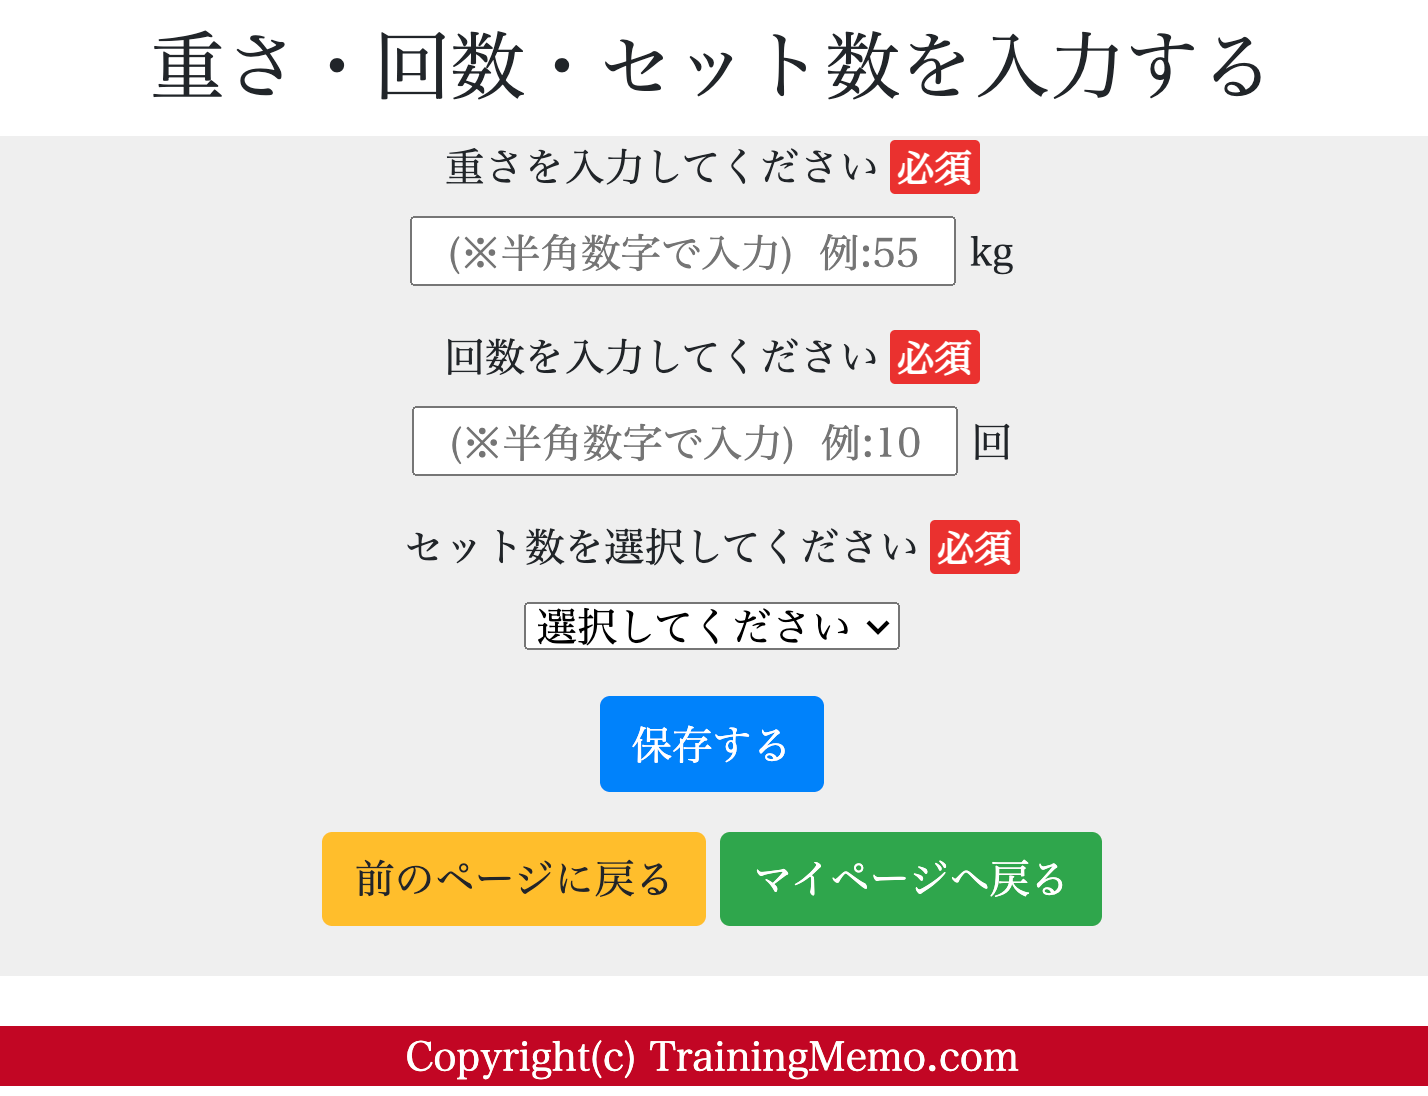 重さ・回数・セット数を入力する
重さを入力してください 必須
(※半角数字で入力) 例:55 kg
回数を入力してください 必須
(※半角数字で入力) 例:10 回
セット数を選択してください 必須
選択してください
保存する
前のページに戻る マイページへ戻る
Copyright(c) TrainingMemo.com